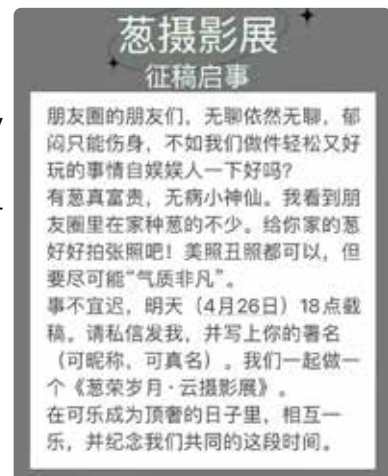 葱摄影展
征稿启事
朋友圈的朋友们，无聊依然无聊，郁
闷只能伤身，不如我们做件轻松又好
玩的事情自娱娱人一下好吗？
有葱真富贵，无病小神仙。我看到朋
友圈里在家种葱的不少。给你家的葱
好好拍张照吧！美照丑照都可以，但
要尽可能“气质非凡”。
事不宜迟，明天（4月26日）18点截
稿。请私信发我，并写上你的署名
（可昵称，可真名）。我们一起做一
个《葱荣岁月·云摄影展》。
在可乐成为顶奢的日子里，相互一
乐，并纪念我们共同的这段时间。